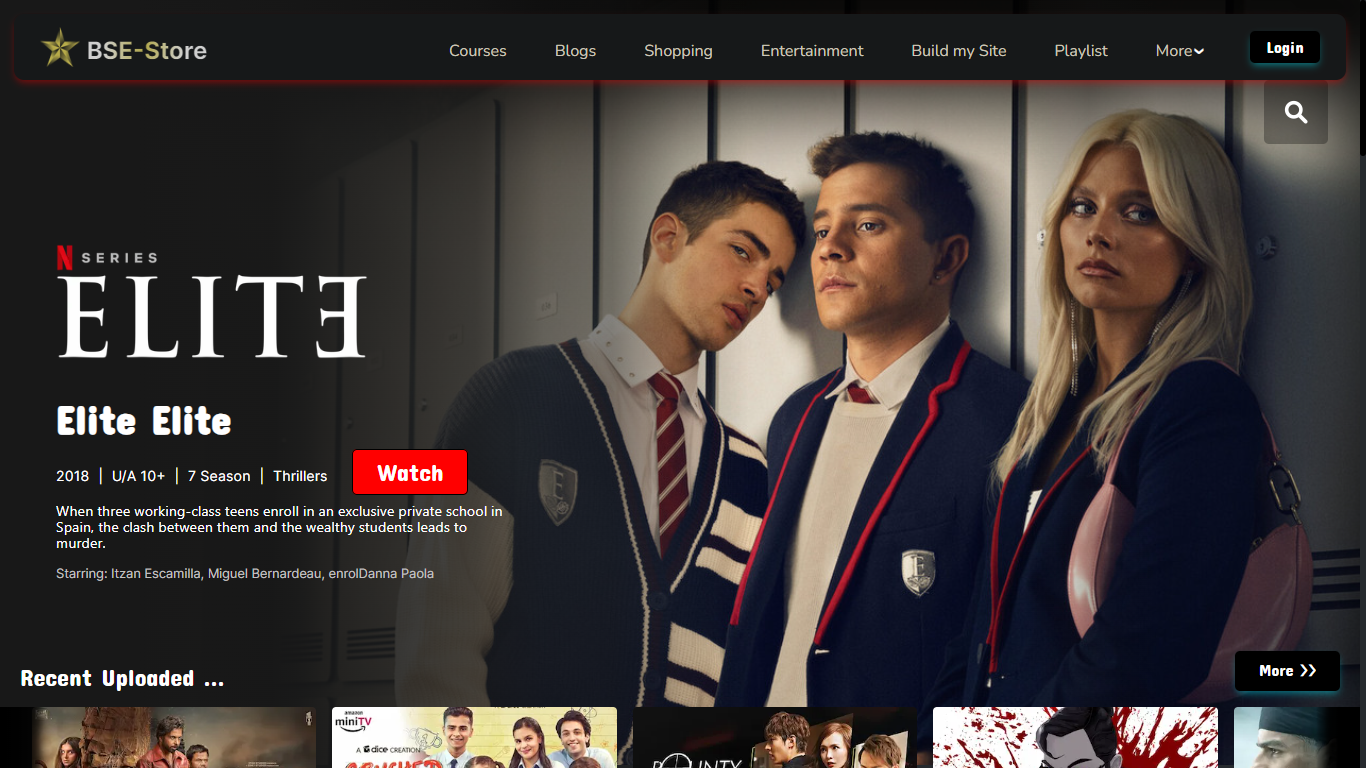 BSE-Store
Courses
Blogs
Shopping
Entertainment
Build my Site
Playlist
More
Login
N SERIES
ELITE
Elite Elite
2018 | U/A 10+ | 7 Season | Thrillers
Watch
When three working-class teens enroll in an exclusive private school in
Spain, the clash between them and the wealthy students leads to
murder.
Starring: Itzan Escamilla, Miguel Bernardeau, enrolDanna Paola
E
E
Recent Uploaded ...
More
amazon
miniTV
A dice CREATION
CRUSHED
BOUNTY